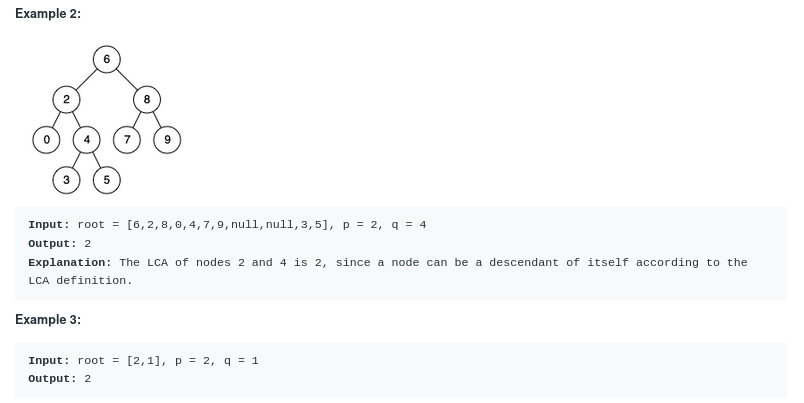 Example 2:
6
2 8
0 4 7 9
3 5
Input: root = [6,2,8,0,4,7,9,null,null,3,5], p = 2, q = 4
Output: 2
Explanation: The LCA of nodes 2 and 4 is 2, since a node can be a descendant of itself according to the
LCA definition.
Example 3:
Input: root = [2,1], p = 2, q = 1
Output: 2